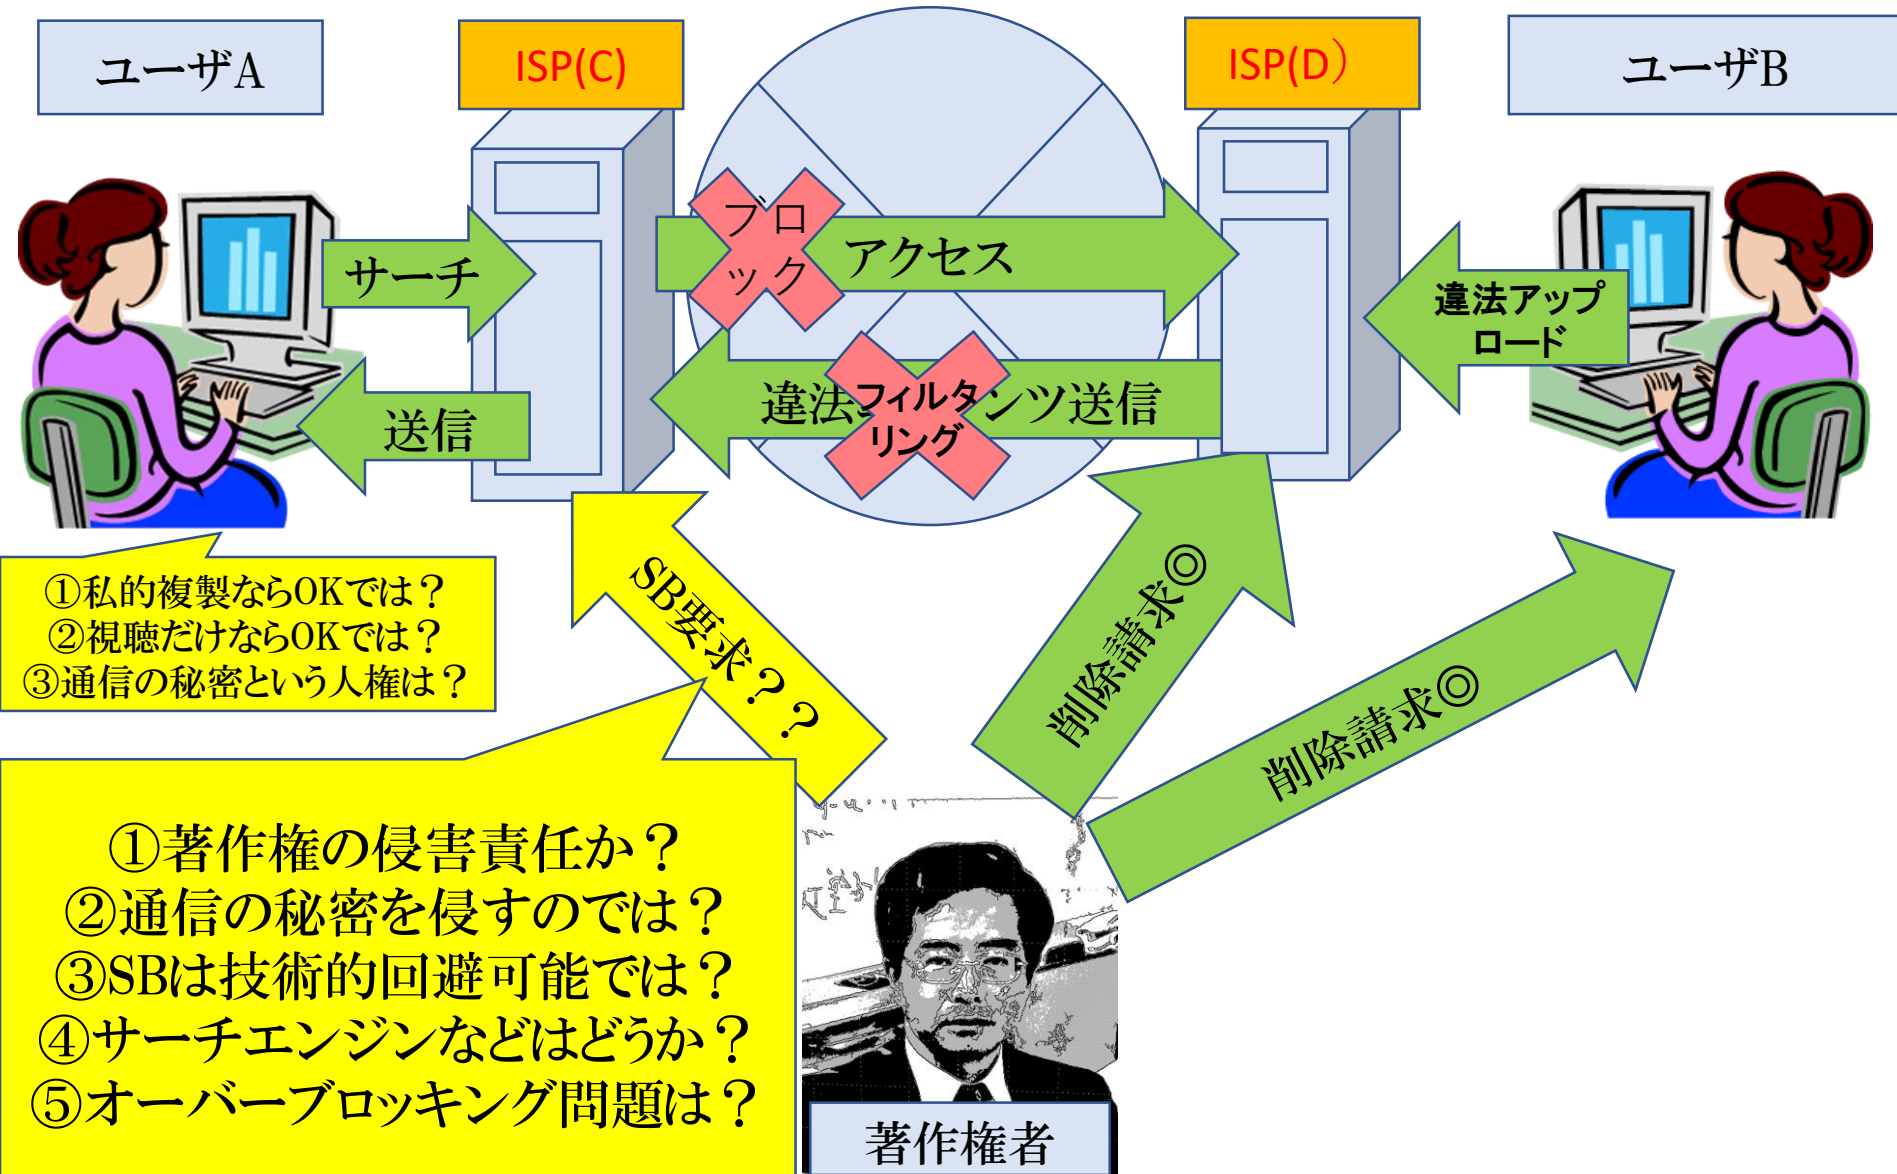 ユーザA
ISP(C)
ISP(D）
ユーザB
サーチ
ブロ
ック
アクセス
違法アップ
ロード
送信
違法
フィルタ
リング
ンツ送信
①私的複製ならOKでは？
②視聴だけならOKでは？
③通信の秘密という人権は？
SB要求？？
削除請求◎
削除請求◎
①著作権の侵害責任か？
②通信の秘密を侵すのでは？
③SBは技術的回避可能では？
④サーチエンジンなどはどうか？
⑤オーバーブロッキング問題は？
著作権者